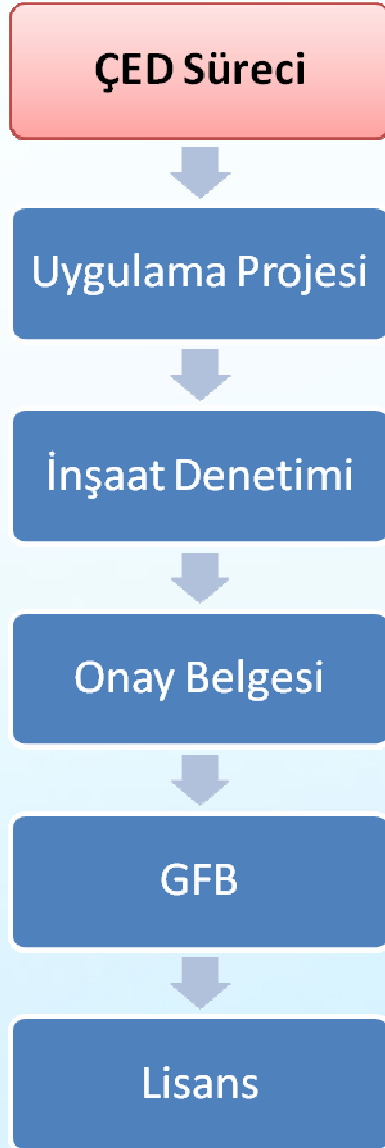 ÇED Süreci
Uygulama Projesi
İnşaat Denetimi
Onay Belgesi
GFB
Lisans